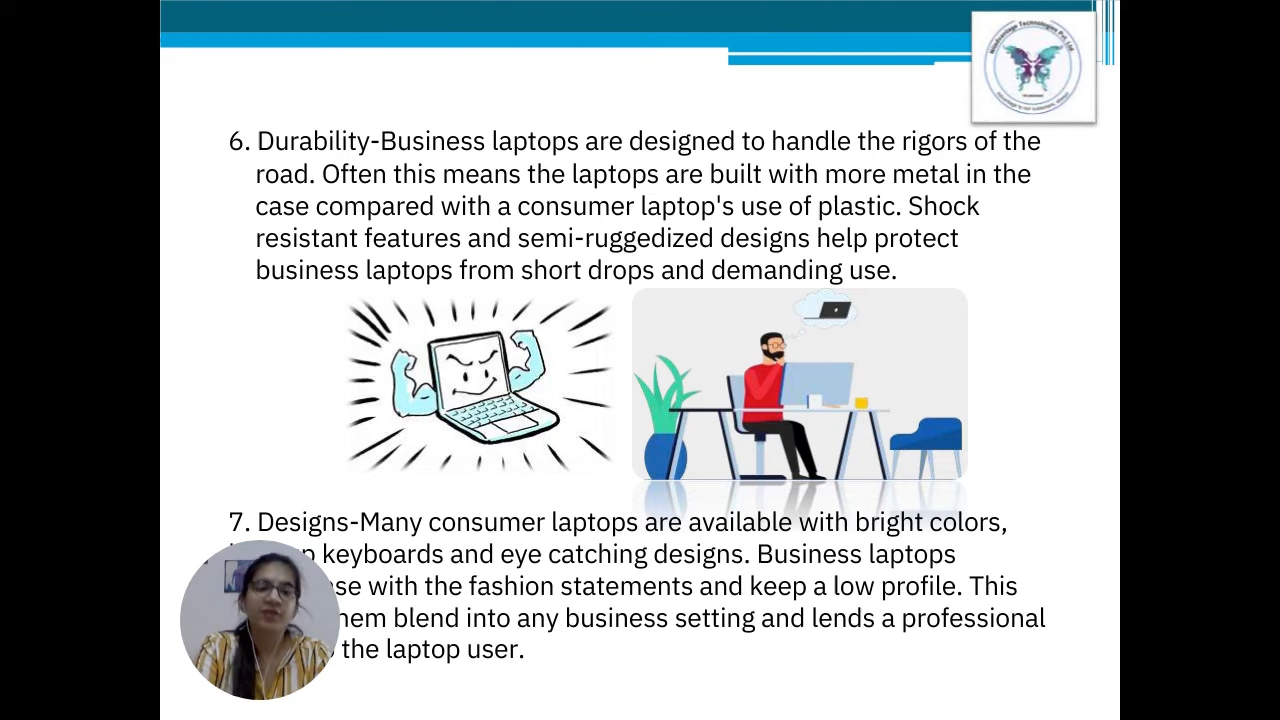 6. Durability-Business laptops are designed to handle the rigors of the
road. Often this means the laptops are built with more metal in the
case compared with a consumer laptop's use of plastic. Shock
resistant features and semi-ruggedized designs help protect
business laptops from short drops and demanding use.
7. Designs-Many consumer laptops are available with bright colors,
keyboards and eye catching designs. Business laptops
with the fashion statements and keep a low profile. This
blend into any business setting and lends a professional
the laptop user.